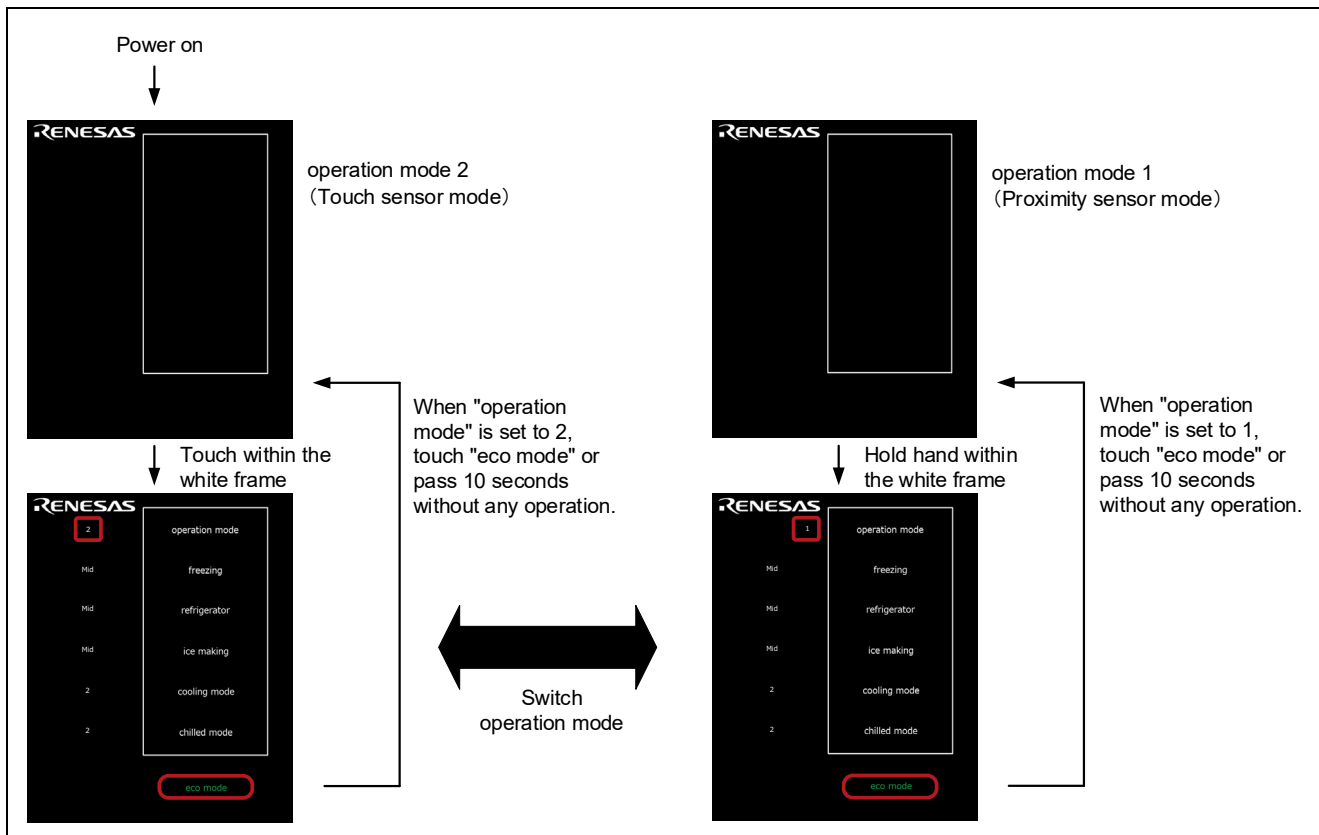 Power on
RENESAS
operation mode 2
（Touch sensor mode）
When "operation
mode" is set to 2,
touch "eco mode" or
pass 10 seconds
without any operation.
Touch within the
white frame
RENESAS
2 operation mode
Mid freezing
Mid refrigerator
Mid ice making
2 cooling mode
2 chilled mode
eco mode
Switch
operation mode
RENESAS
operation mode 1
（Proximity sensor mode）
When "operation
mode" is set to 1,
touch "eco mode" or
pass 10 seconds
without any operation.
Hold hand within
the white frame
RENESAS
1 operation mode
Mid freezing
Mid refrigerator
Mid ice making
2 cooling mode
2 chilled mode
eco mode